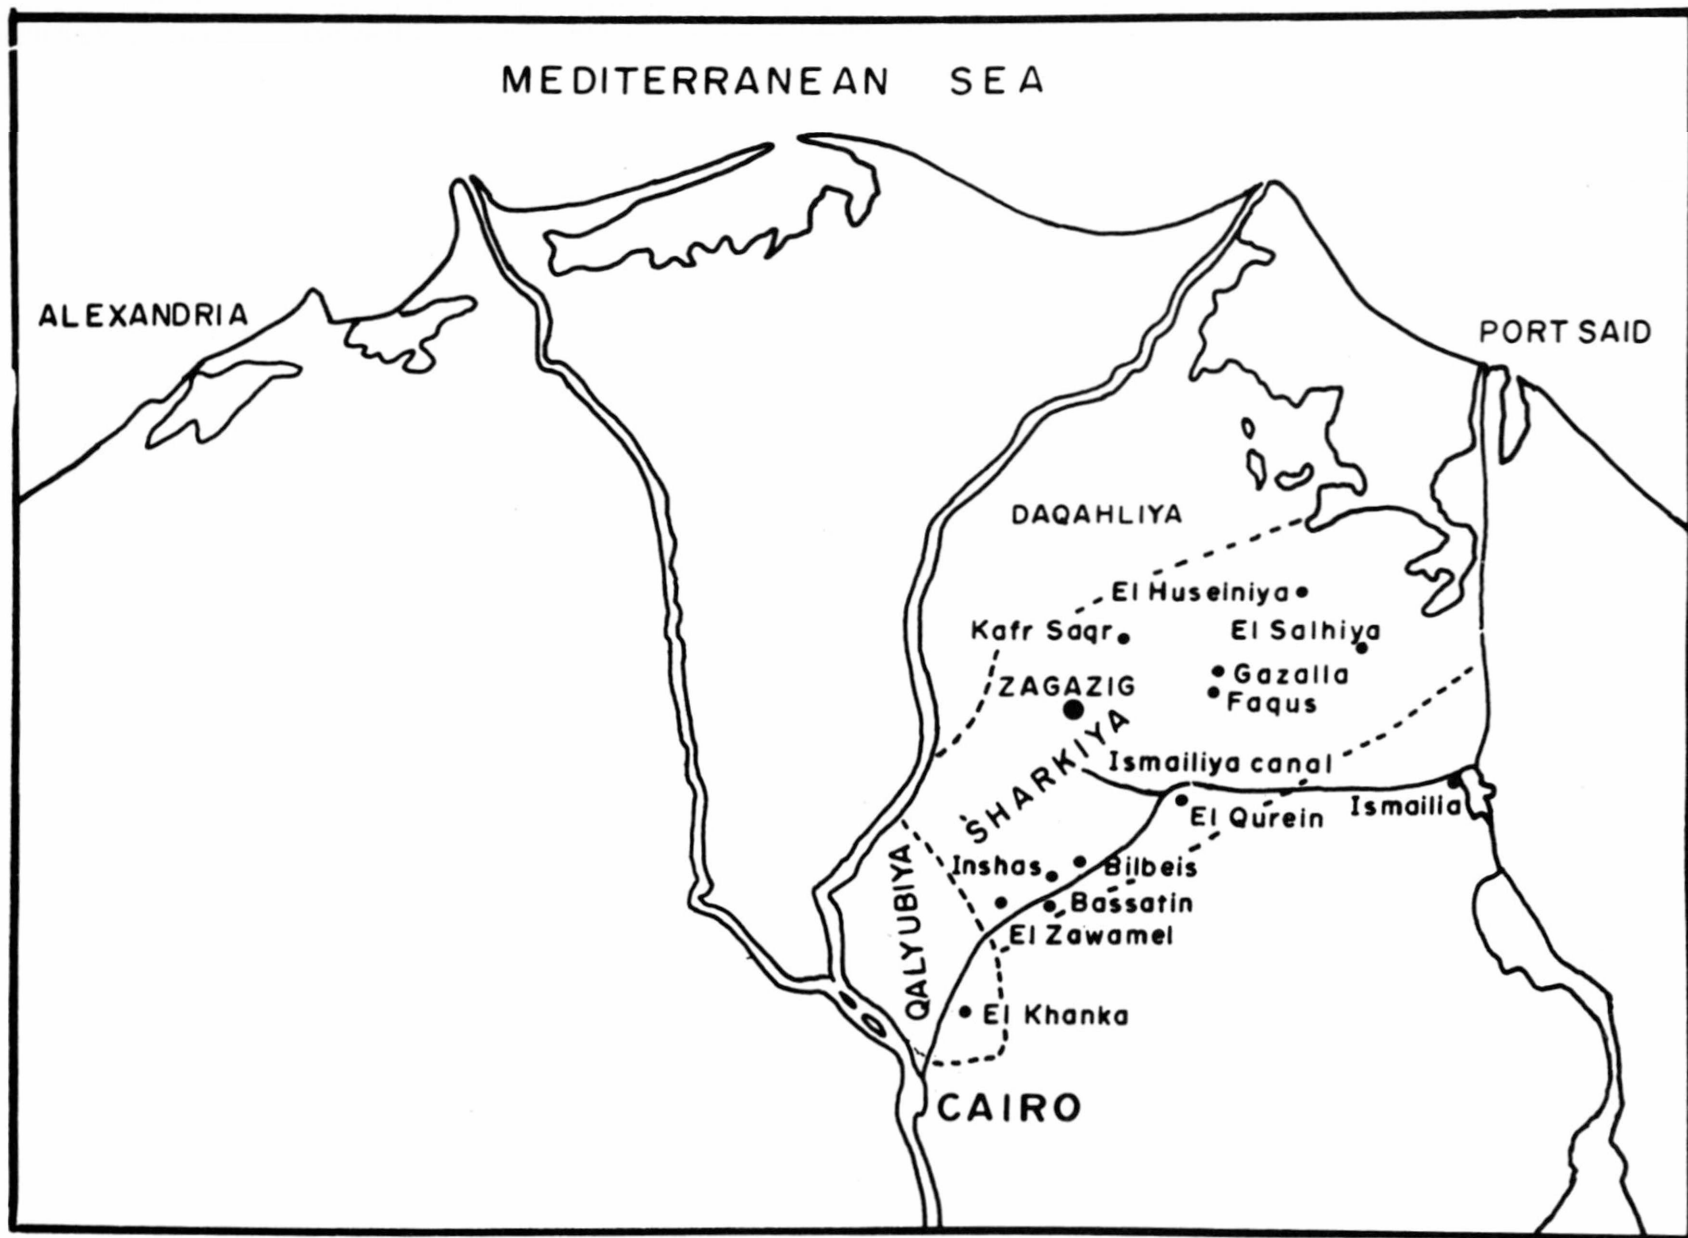 MEDITERRANEAN SEA
ALEXANDRIA
PORT SAID
DAQAHLIYA
El Huseiniya
Kafr Saqr
El Salhiya
Gazalla
ZAGAZIG
Faqus
SHARKIYA
Ismailiya canal
Ismailia
El Qurein
QALYUBIYA
Inshas
Bilbeis
Bassatin
El Zawamel
El Khanka
CAIRO